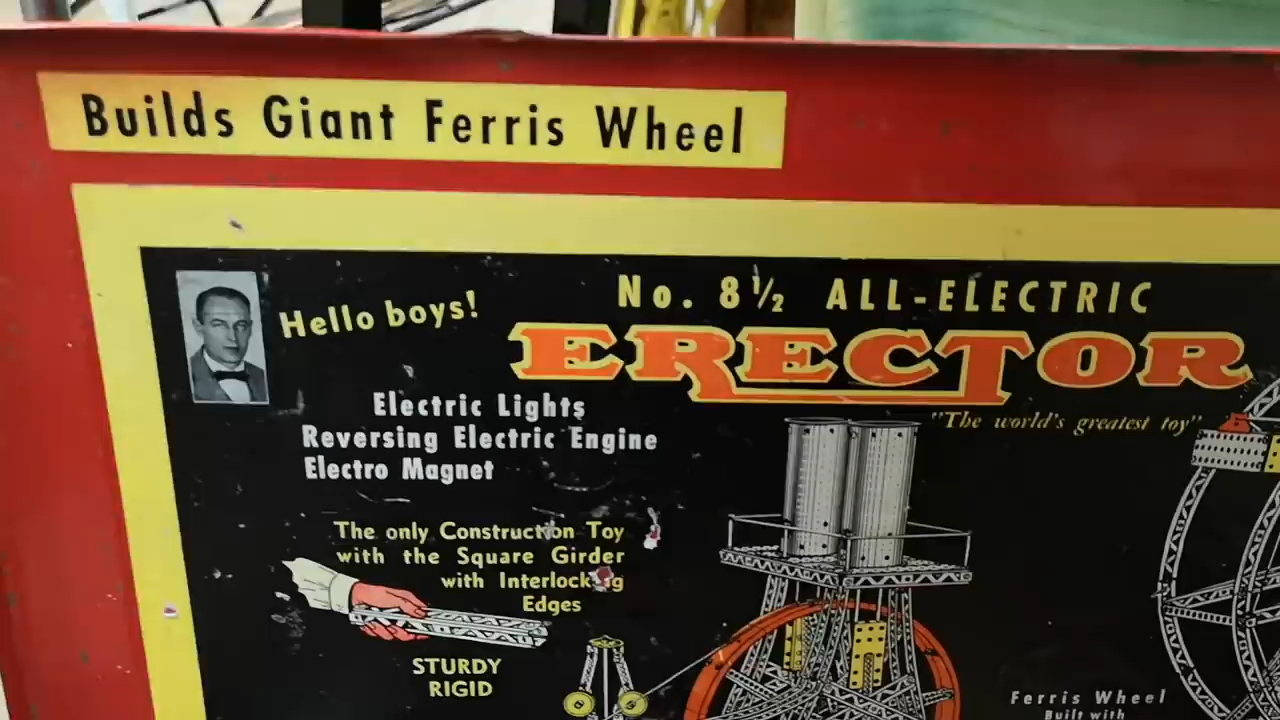 Builds Giant Ferris Wheel
Hello boys!
No. 8½ ALL-ELECTRIC
ERECTOR
"The world's greatest toy"
Electric Lights
Reversing Electric Engine
Electro Magnet
The only Construction Toy
with the Square Girder
with Interlocking
Edges
STURDY
RIGID
Ferris Wheel
Built with